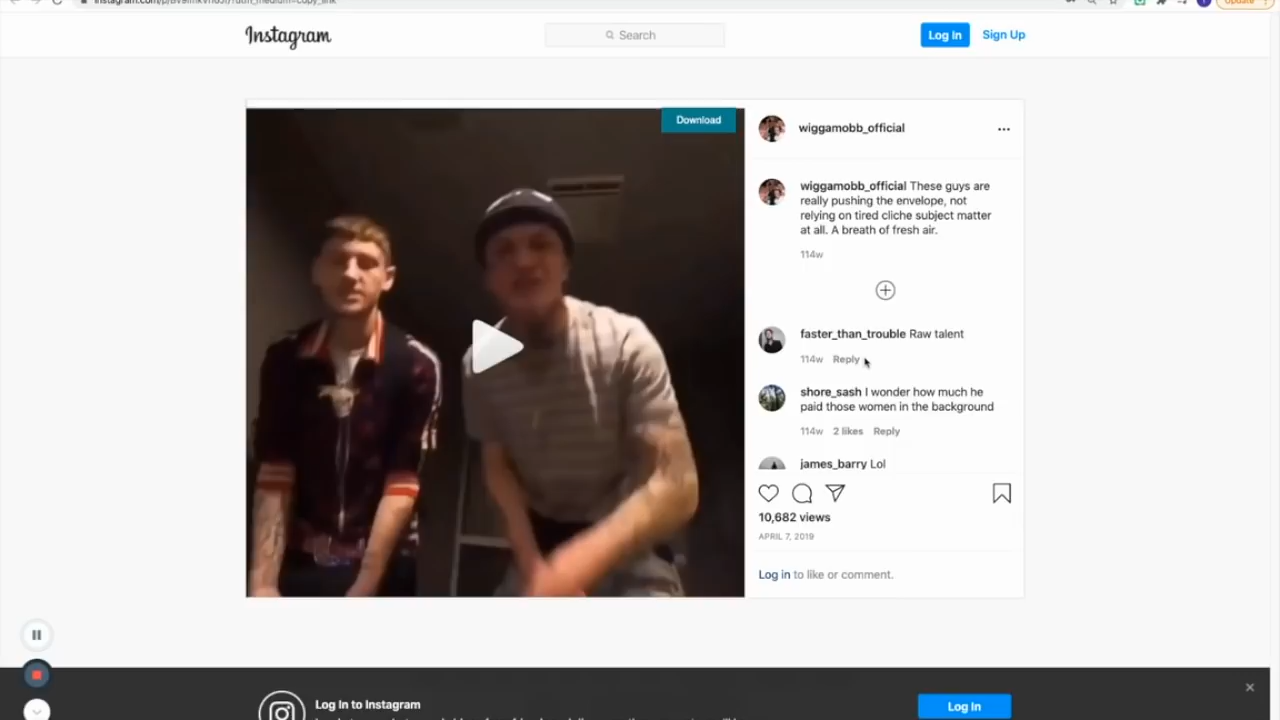 Instagram
Search
Log In
Sign Up
Download
wiggamobb_official
wiggamobb_official These guys are
really pushing the envelope, not
relying on tired cliche subject matter
at all. A breath of fresh air.
114w
faster_than_trouble Raw talent
114w Reply
shore_sash I wonder how much he
paid those women in the background
114w 2 likes Reply
james_barry Lol
10,682 views
APRIL 7, 2019
Log in to like or comment.
Log In to Instagram
Log In